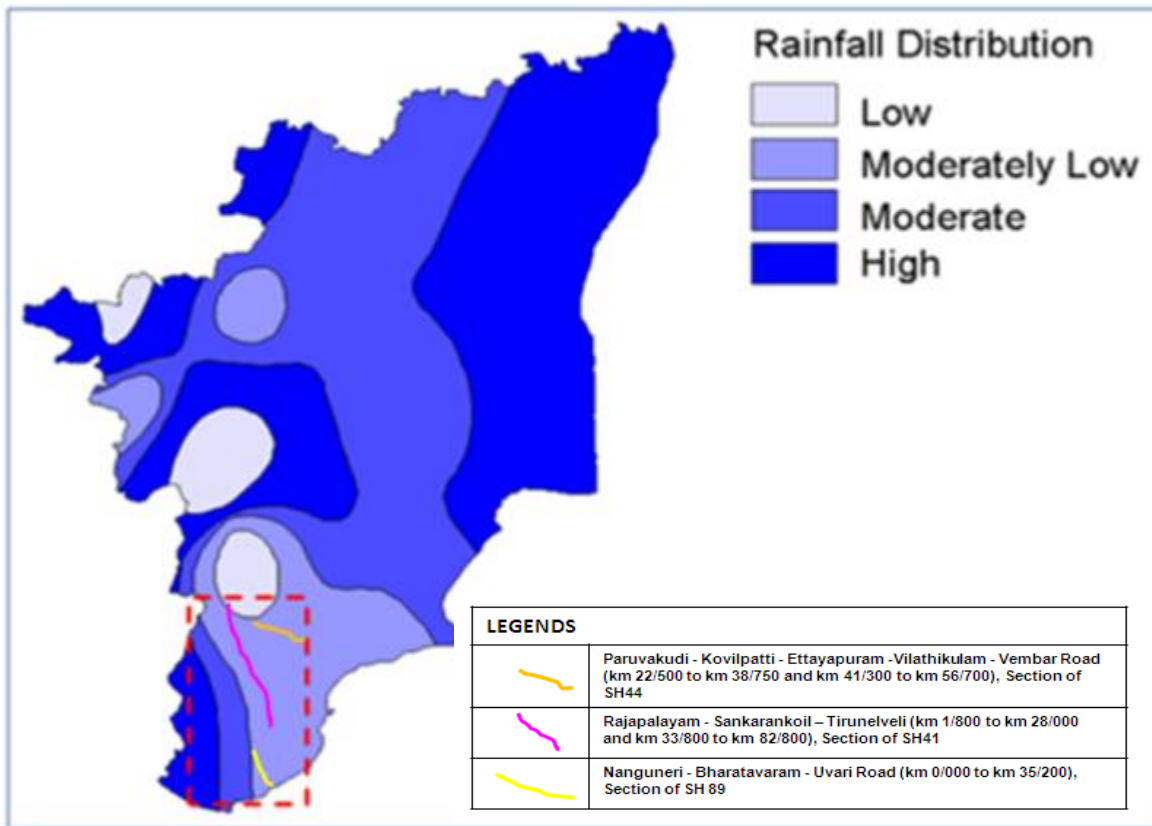 Rainfall Distribution
Low
Moderately Low
Moderate
High
LEGENDS
Paruvakudi - Kovilpatti - Ettayapuram -Vilathikulam - Vembar Road
(km 22/500 to km 38/750 and km 41/300 to km 56/700), Section of
SH44
Rajapalayam - Sankarankoil – Tirunelveli (km 1/800 to km 28/000
and km 33/800 to km 82/800), Section of SH41
Nanguneri - Bharatavaram - Uvari Road (km 0/000 to km 35/200),
Section of SH 89